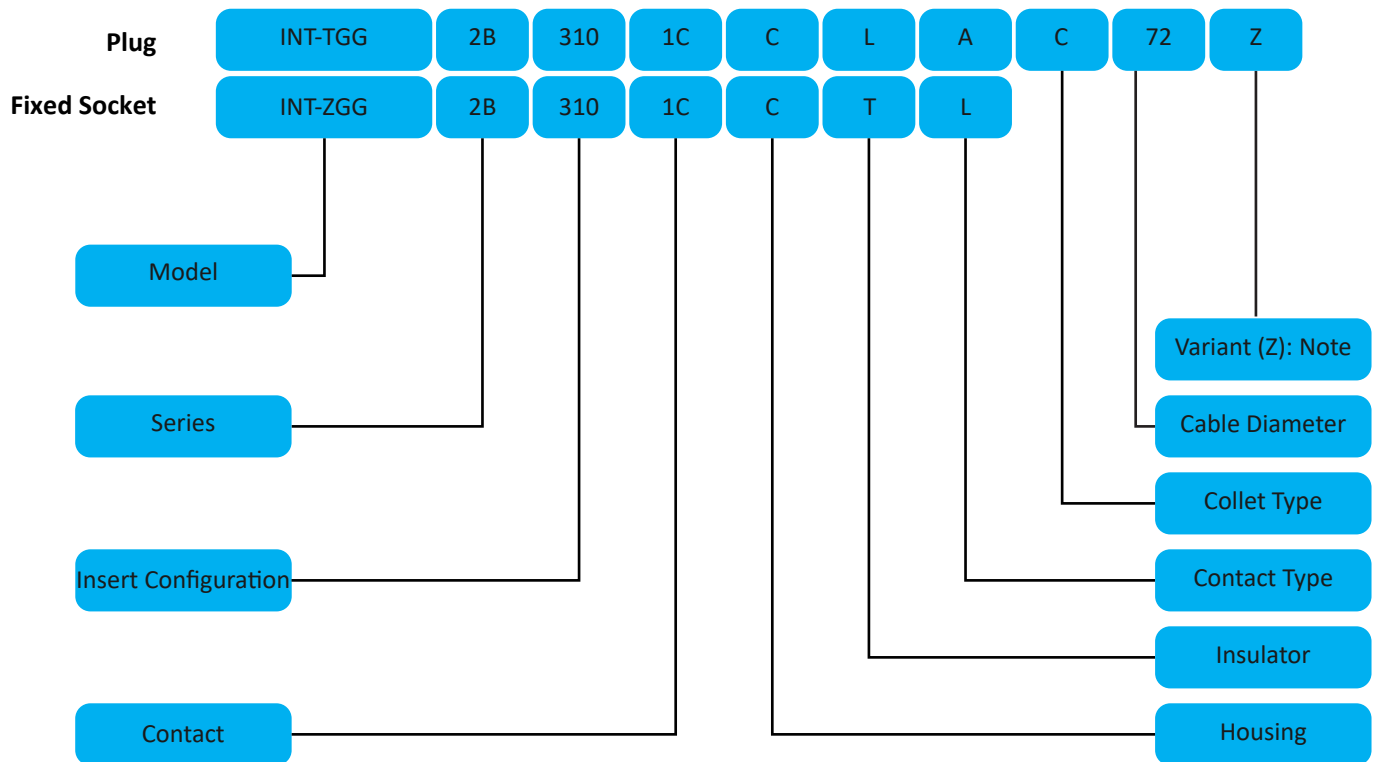 Plug INT-TGG 2B 310 1C C L A C 72 Z
Fixed Socket INT-ZGG 2B 310 1C C T L
Model
Variant (Z): Note
Series
Cable Diameter
Collet Type
Insert Configuration
Contact Type
Insulator
Contact
Housing